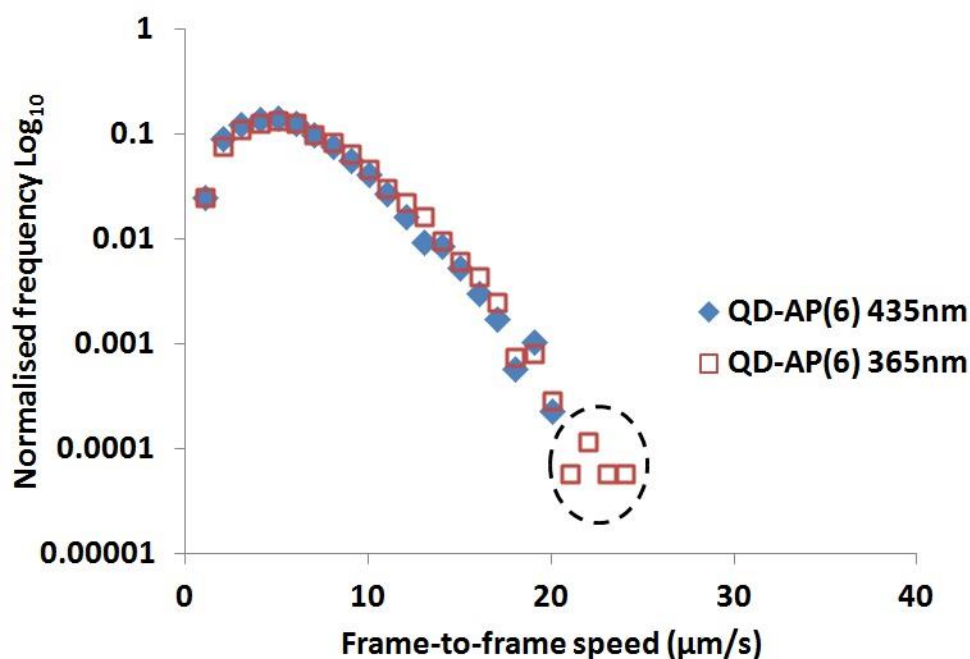 1
0.1
0.01
0.001
0.0001
0.00001
Normalised frequency Log10
0 10 20 30 40
Frame-to-frame speed (µm/s)
QD-AP(6) 435nm
QD-AP(6) 365nm